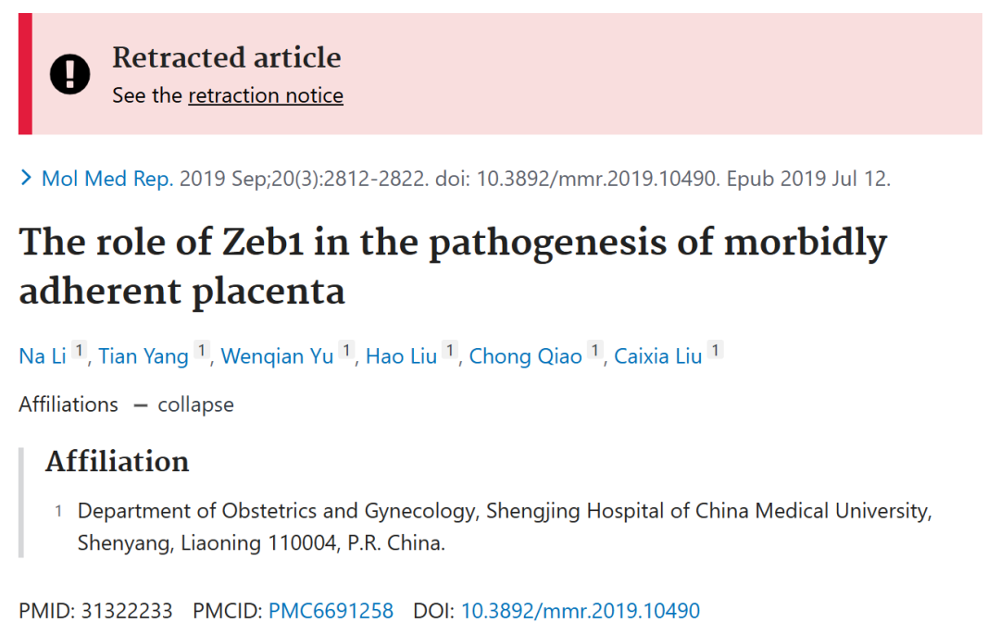 Retracted article
See the retraction notice
Mol Med Rep. 2019 Sep;20(3):2812-2822. doi: 10.3892/mmr.2019.10490. Epub 2019 Jul 12.
The role of Zeb1 in the pathogenesis of morbidly
adherent placenta
Na Li 1, Tian Yang 1, Wenqian Yu 1, Hao Liu 1, Chong Qiao 1, Caixia Liu 1
Affiliations — collapse
Affiliation
1 Department of Obstetrics and Gynecology, Shengjing Hospital of China Medical University,
Shenyang, Liaoning 110004, P.R. China.
PMID: 31322233 PMCID: PMC6691258 DOI: 10.3892/mmr.2019.10490